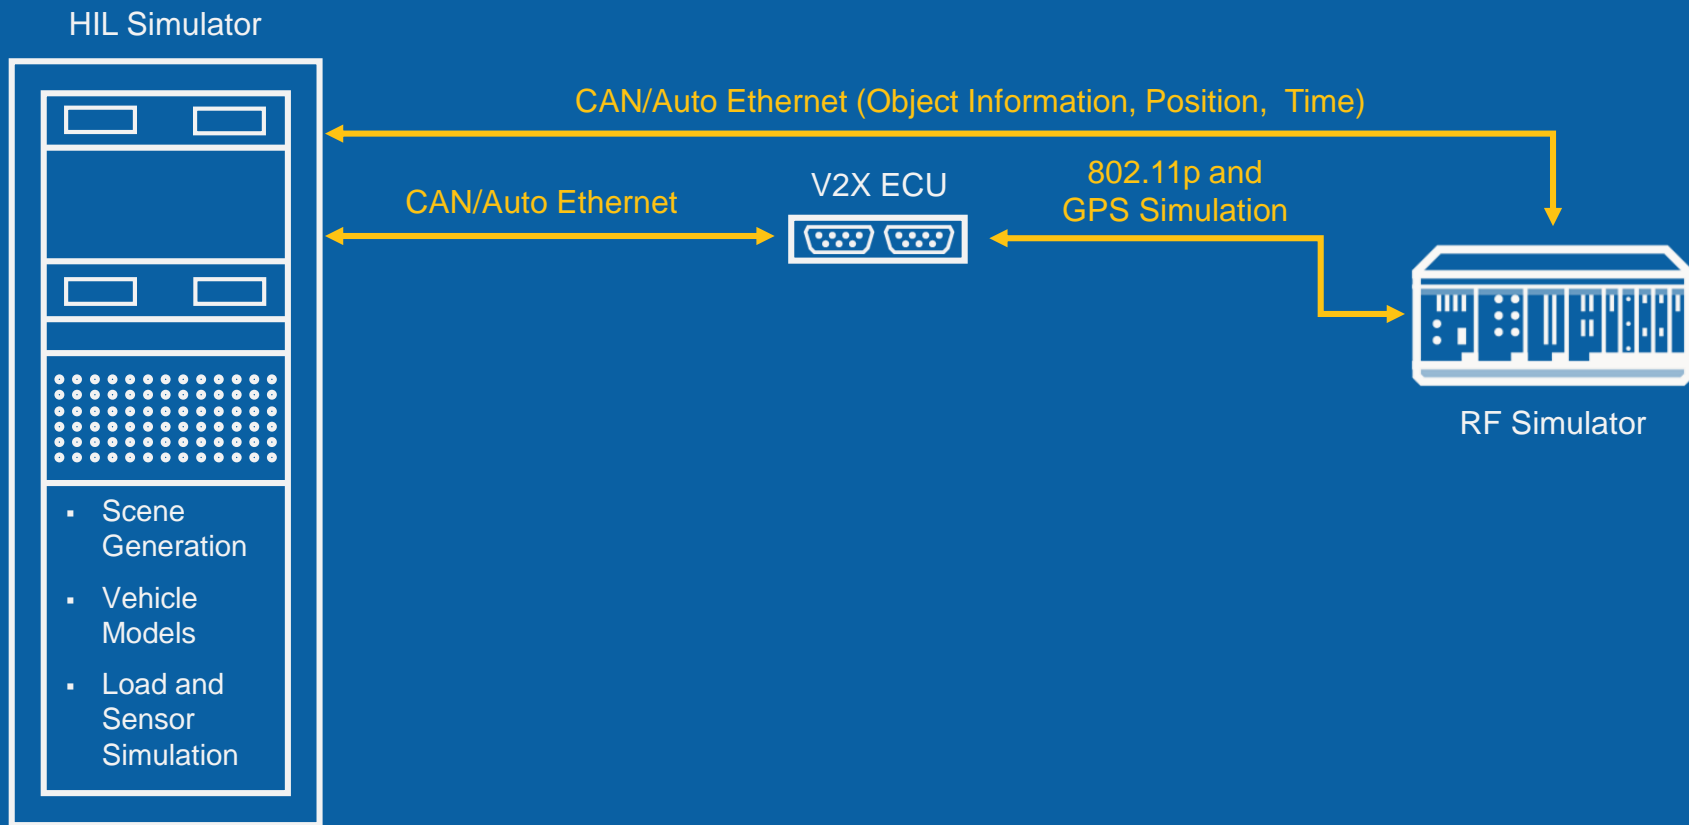 HIL Simulator
CAN/Auto Ethernet (Object Information, Position, Time)
CAN/Auto Ethernet
V2X ECU
802.11p and
GPS Simulation
RF Simulator
▪ Scene
Generation
▪ Vehicle
Models
▪ Load and
Sensor
Simulation